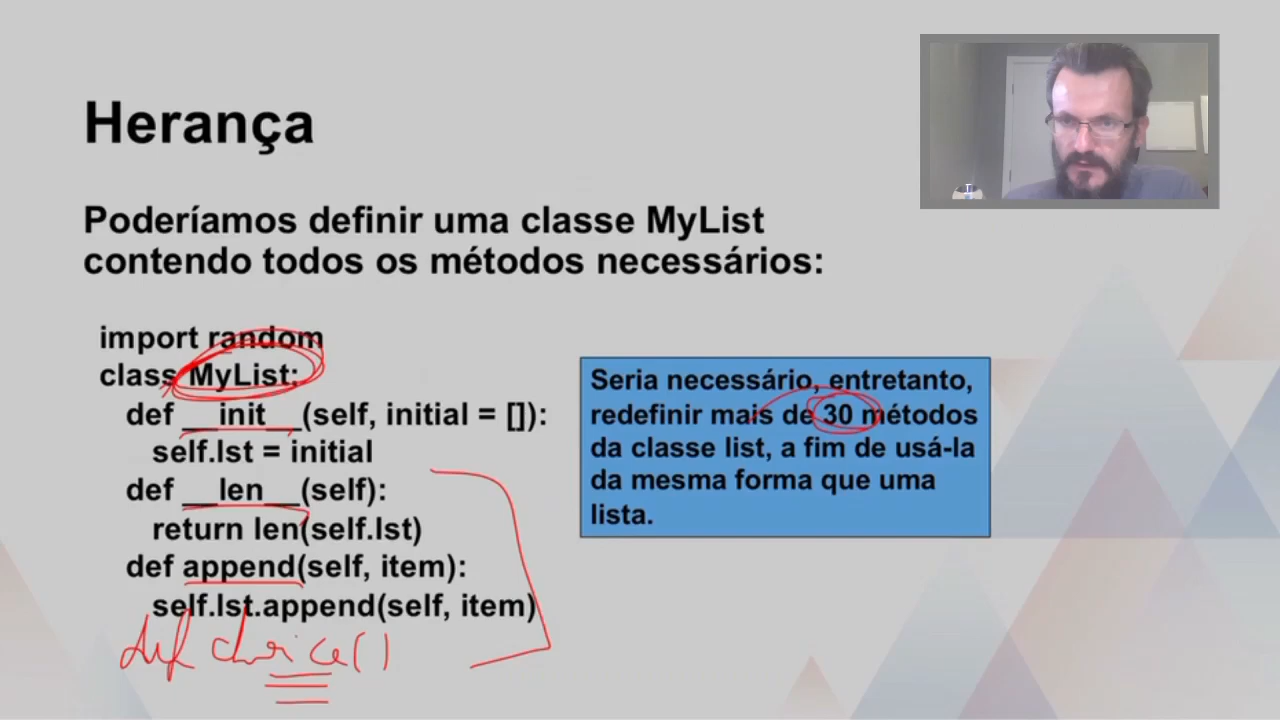 Herança
Poderíamos definir uma classe MyList
contendo todos os métodos necessários:
import random
class MyList:
def __init__(self, initial = []):
self.lst = initial
def __len__(self):
return len(self.lst)
def append(self, item):
self.lst.append(self, item)
def choice()
Seria necessário, entretanto,
redefinir mais de 30 métodos
da classe list, a fim de usá-la
da mesma forma que uma
lista.